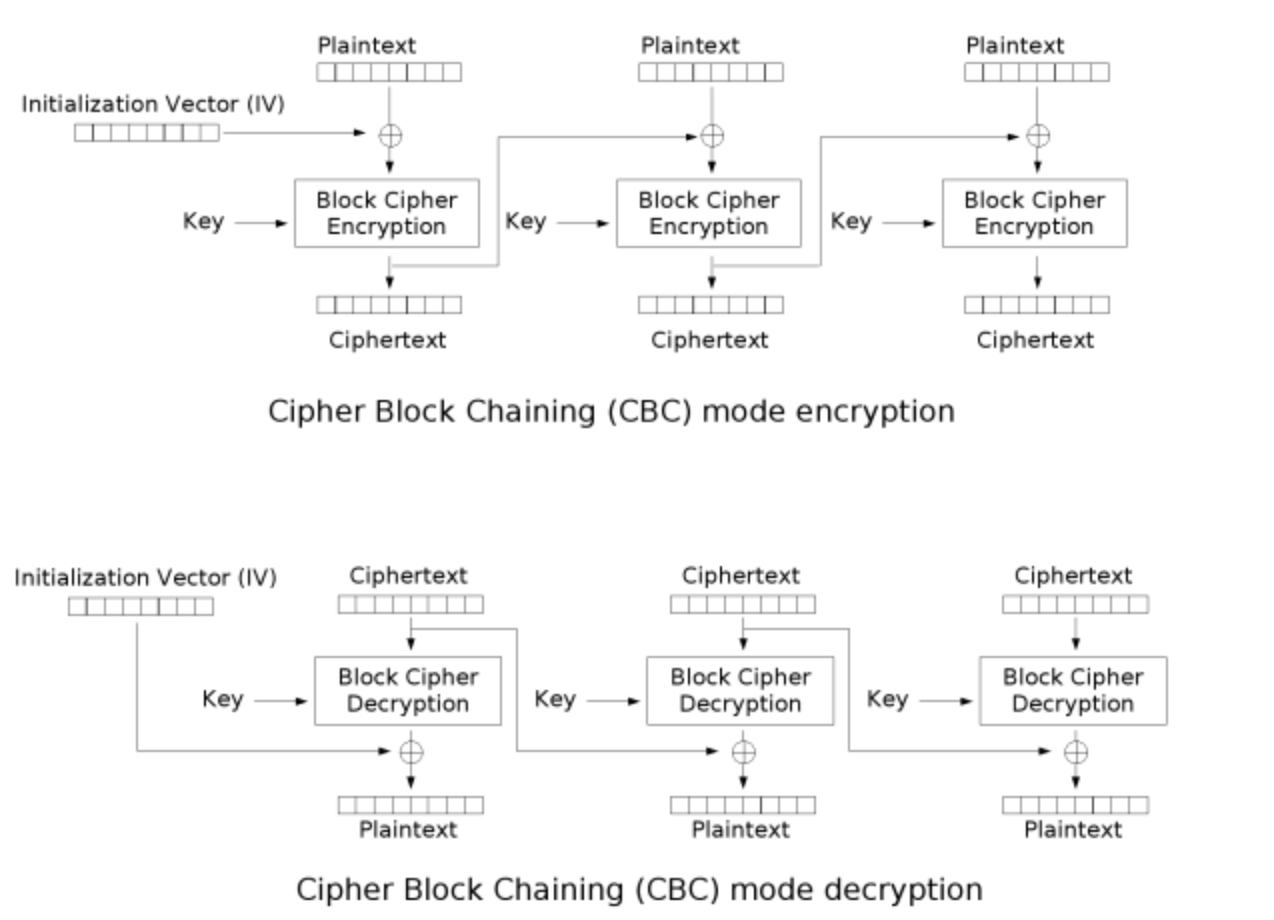 Plaintext Plaintext Plaintext
Initialization Vector (IV)
Key Block Cipher Encryption Key Block Cipher Encryption Key Block Cipher Encryption
Ciphertext Ciphertext Ciphertext
Cipher Block Chaining (CBC) mode encryption
Initialization Vector (IV) Ciphertext Ciphertext Ciphertext
Key Block Cipher Decryption Key Block Cipher Decryption Key Block Cipher Decryption
Plaintext Plaintext Plaintext
Cipher Block Chaining (CBC) mode decryption